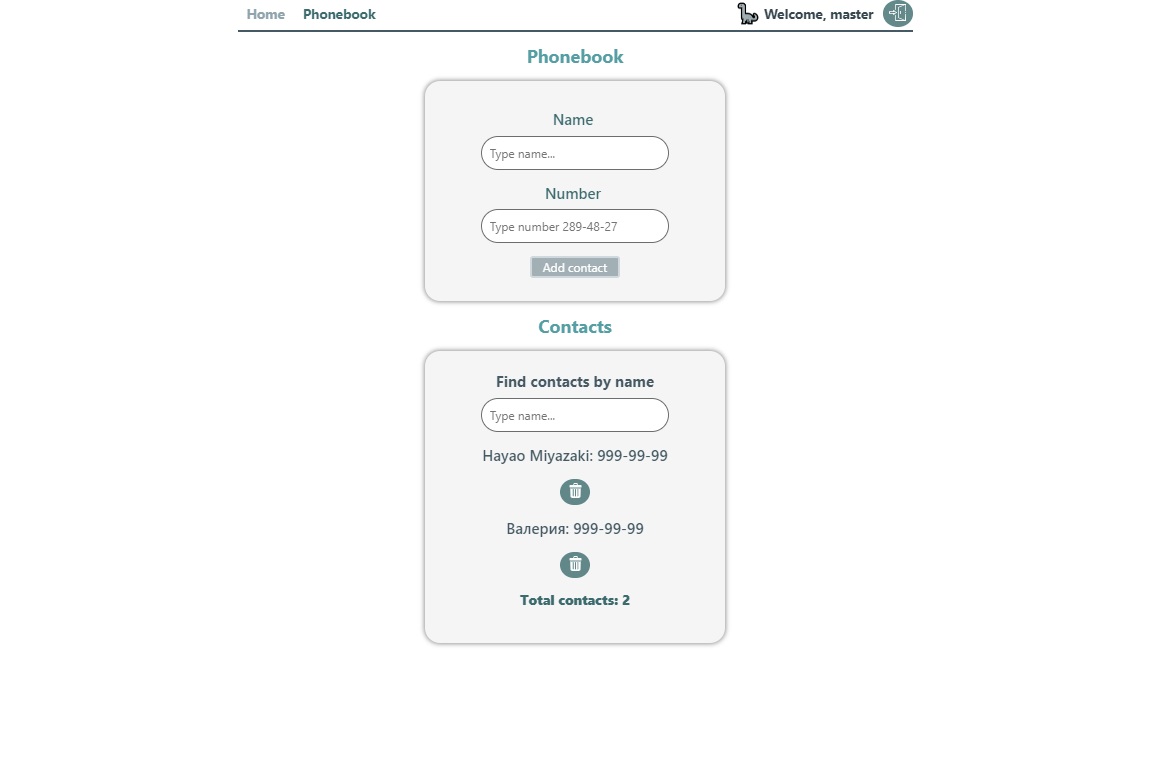 Home Phonebook Welcome, master
Phonebook
Name
Type name...
Number
Type number 289-48-27
Add contact
Contacts
Find contacts by name
Type name...
Hayao Miyazaki: 999-99-99
Валерия: 999-99-99
Total contacts: 2